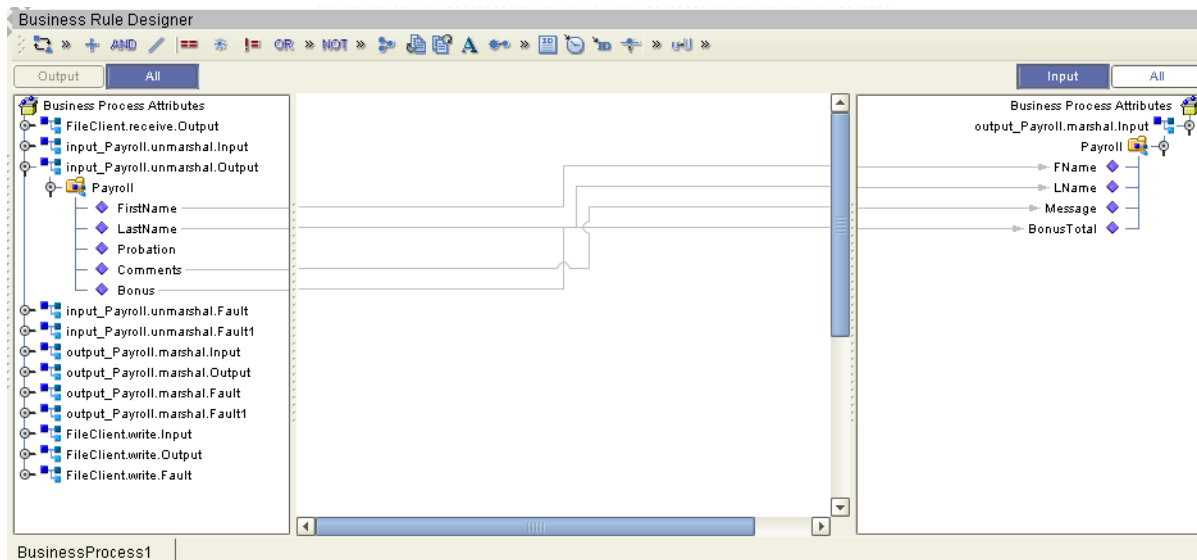 Business Rule Designer
» AND == != OR » NOT » A » ID ID » »
Output All
Input All
Business Process Attributes
FileClient.receive.Output
input_Payroll.unmarshal.Input
input_Payroll.unmarshal.Output
Payroll
FirstName
LastName
Probation
Comments
Bonus
input_Payroll.unmarshal.Fault
input_Payroll.unmarshal.Fault1
output_Payroll.marshal.Input
output_Payroll.marshal.Output
output_Payroll.marshal.Fault
output_Payroll.marshal.Fault1
FileClient.write.Input
FileClient.write.Output
FileClient.write.Fault
Business Process Attributes
output_Payroll.marshal.Input
Payroll
FName
LName
Message
BonusTotal
BusinessProcess1